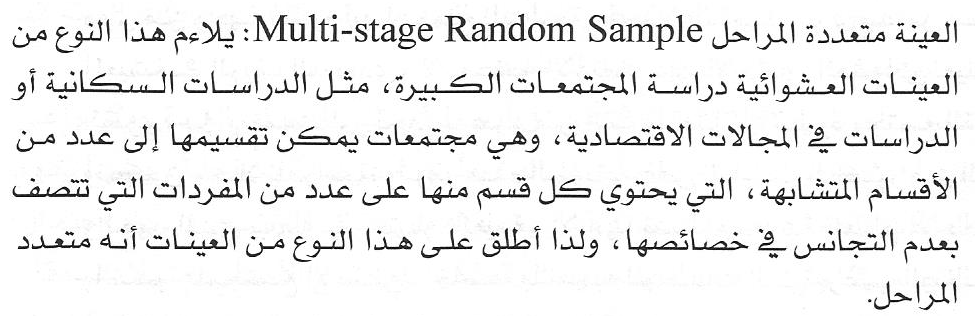 العينة متعددة المراحل Multi-stage Random Sample: يلاءم هذا النوع من
العينات العشوائية دراسة المجتمعات الكبيرة، مثل الدراسات السكانية أو
الدراسات في المجالات الاقتصادية، وهي مجتمعات يمكن تقسيمها إلى عدد من
الأقسام المتشابهة، التي يحتوي كل قسم منها على عدد من المفردات التي تتصف
بعدم التجانس في خصائصها، ولذا أطلق على هذا النوع من العينات أنه متعدد
المراحل.